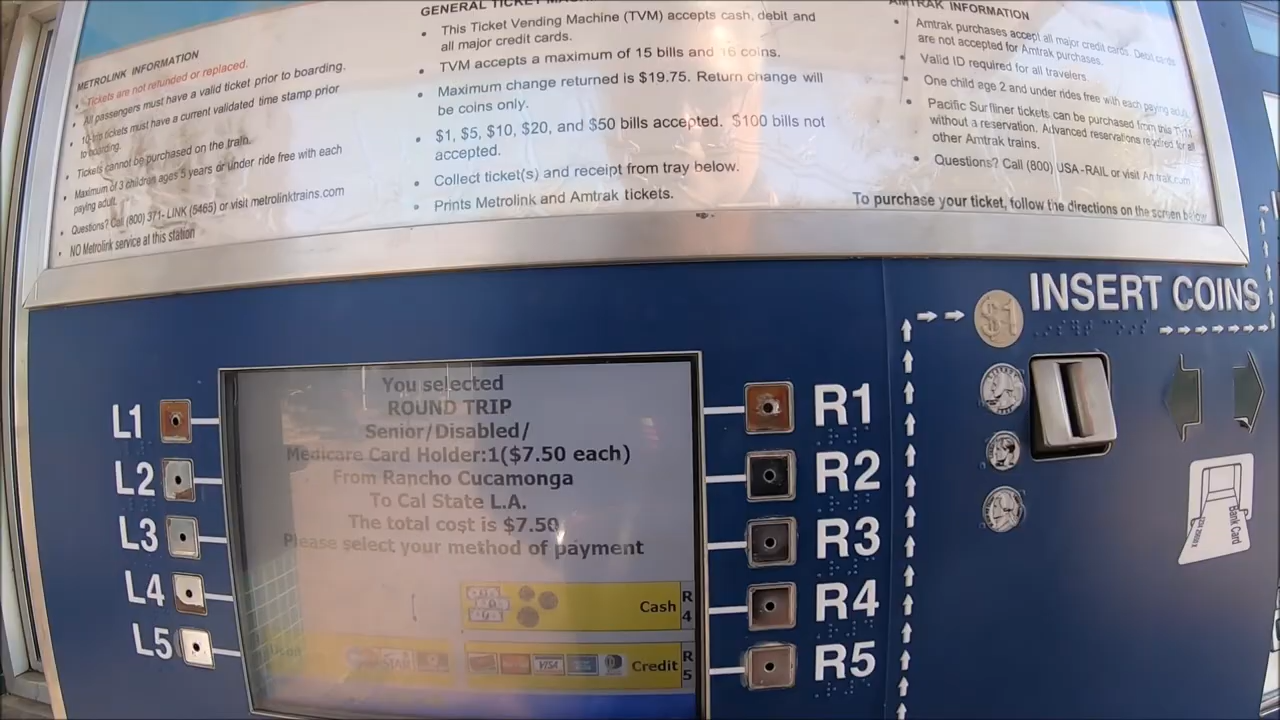 METROLINK INFORMATION
Tickets are not refunded or replaced.
All passengers must have a valid ticket prior to boarding.
10-trip tickets must have a current validated time stamp prior
to boarding.
Tickets cannot be purchased on the train.
Maximum of 3 children ages 5 years or under ride free with each
paying adult.
Questions? Call (800) 371- LINK (5465) or visit metrolinktrains.com
NO Metrolink service at this station
GENERAL TICKET
This Ticket Vending Machine (TVM) accepts cash, debit and
all major credit cards.
TVM accepts a maximum of 15 bills and 16 coins.
Maximum change returned is $19.75. Return change will
be coins only.
$1, $5, $10, $20, and $50 bills accepted. $100 bills not
accepted.
Collect ticket(s) and receipt from tray below.
Prints Metrolink and Amtrak tickets.
AMTRAK INFORMATION
Amtrak purchases accept all major credit cards. Debit cards
are not accepted for Amtrak purchases.
Valid ID required for all travelers.
One child age 2 and under rides free with each paying adult.
Pacific Surfliner tickets can be purchased from this TVM
without a reservation. Advanced reservations required for all
other Amtrak trains.
Questions? Call (800) USA-RAIL or visit Amtrak.com
To purchase your ticket, follow the directions on the screen below
INSERT COINS
$1
L1
L2
L3
L4
L5
You selected
ROUND TRIP
Senior/Disabled/
Medicare Card Holder:1($7.50 each)
From Rancho Cucamonga
To Cal State L.A.
The total cost is $7.50
Please select your method of payment
Cash
R
4
Debit
STAR
VISA
Credit
R
5
R1
R2
R3
R4
R5
Bank Card